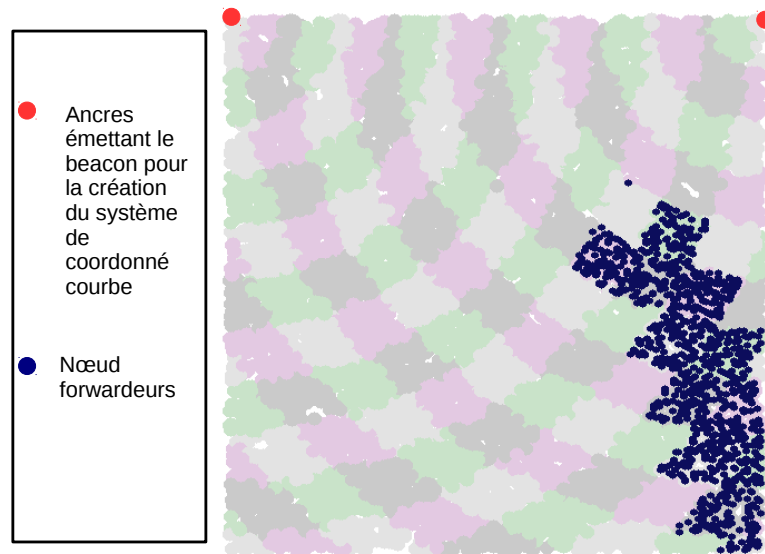 Ancres
émettant le
beacon pour
la création
du système
de
coordonné
courbe
Nœud
forwardeurs